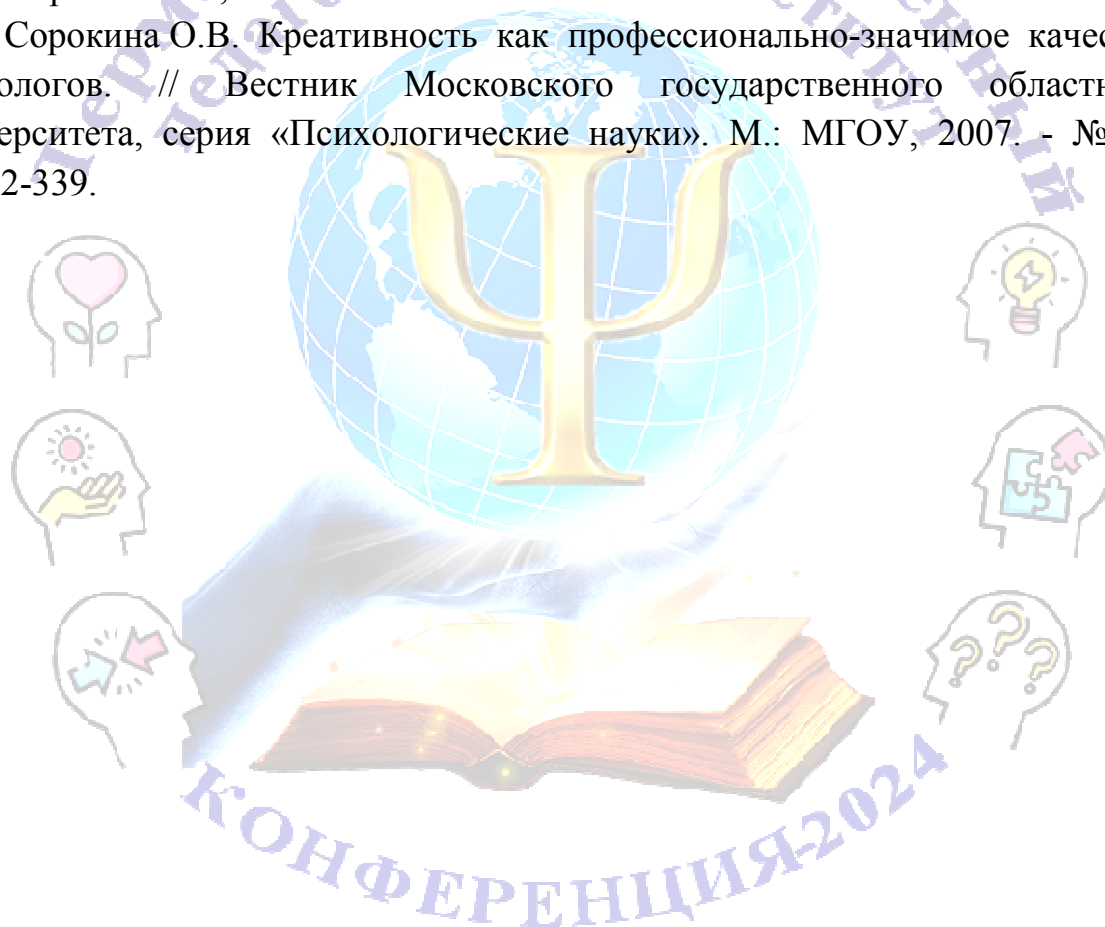 Сорокина О.В. Креативность как профессионально-значимое качес
ологов. // Вестник Московского государственного областн
ерситета, серия «Психологические науки». М.: МГОУ, 2007. - №
2-339.
КОНФЕРЕНЦИЯ-2024